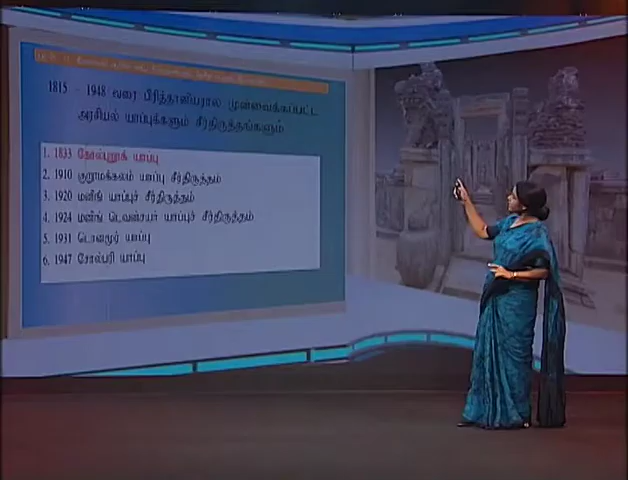 1815 - 1948 வரை பிரித்தானியரால் முன்வைக்கப்பட்ட
அரசியல் யாப்புகளும் சீர்திருத்தங்களும்
1. 1833 கோல்புறூக் யாப்பு
2. 1910 குறூமக்கலம் யாப்பு சீர்திருத்தம்
3. 1920 மனிங் யாப்புச் சீர்திருத்தம்
4. 1924 மனிங் டெவன்சயர் யாப்புச் சீர்திருத்தம்
5. 1931 டொனமூர் யாப்பு
6. 1947 சோல்பரி யாப்பு